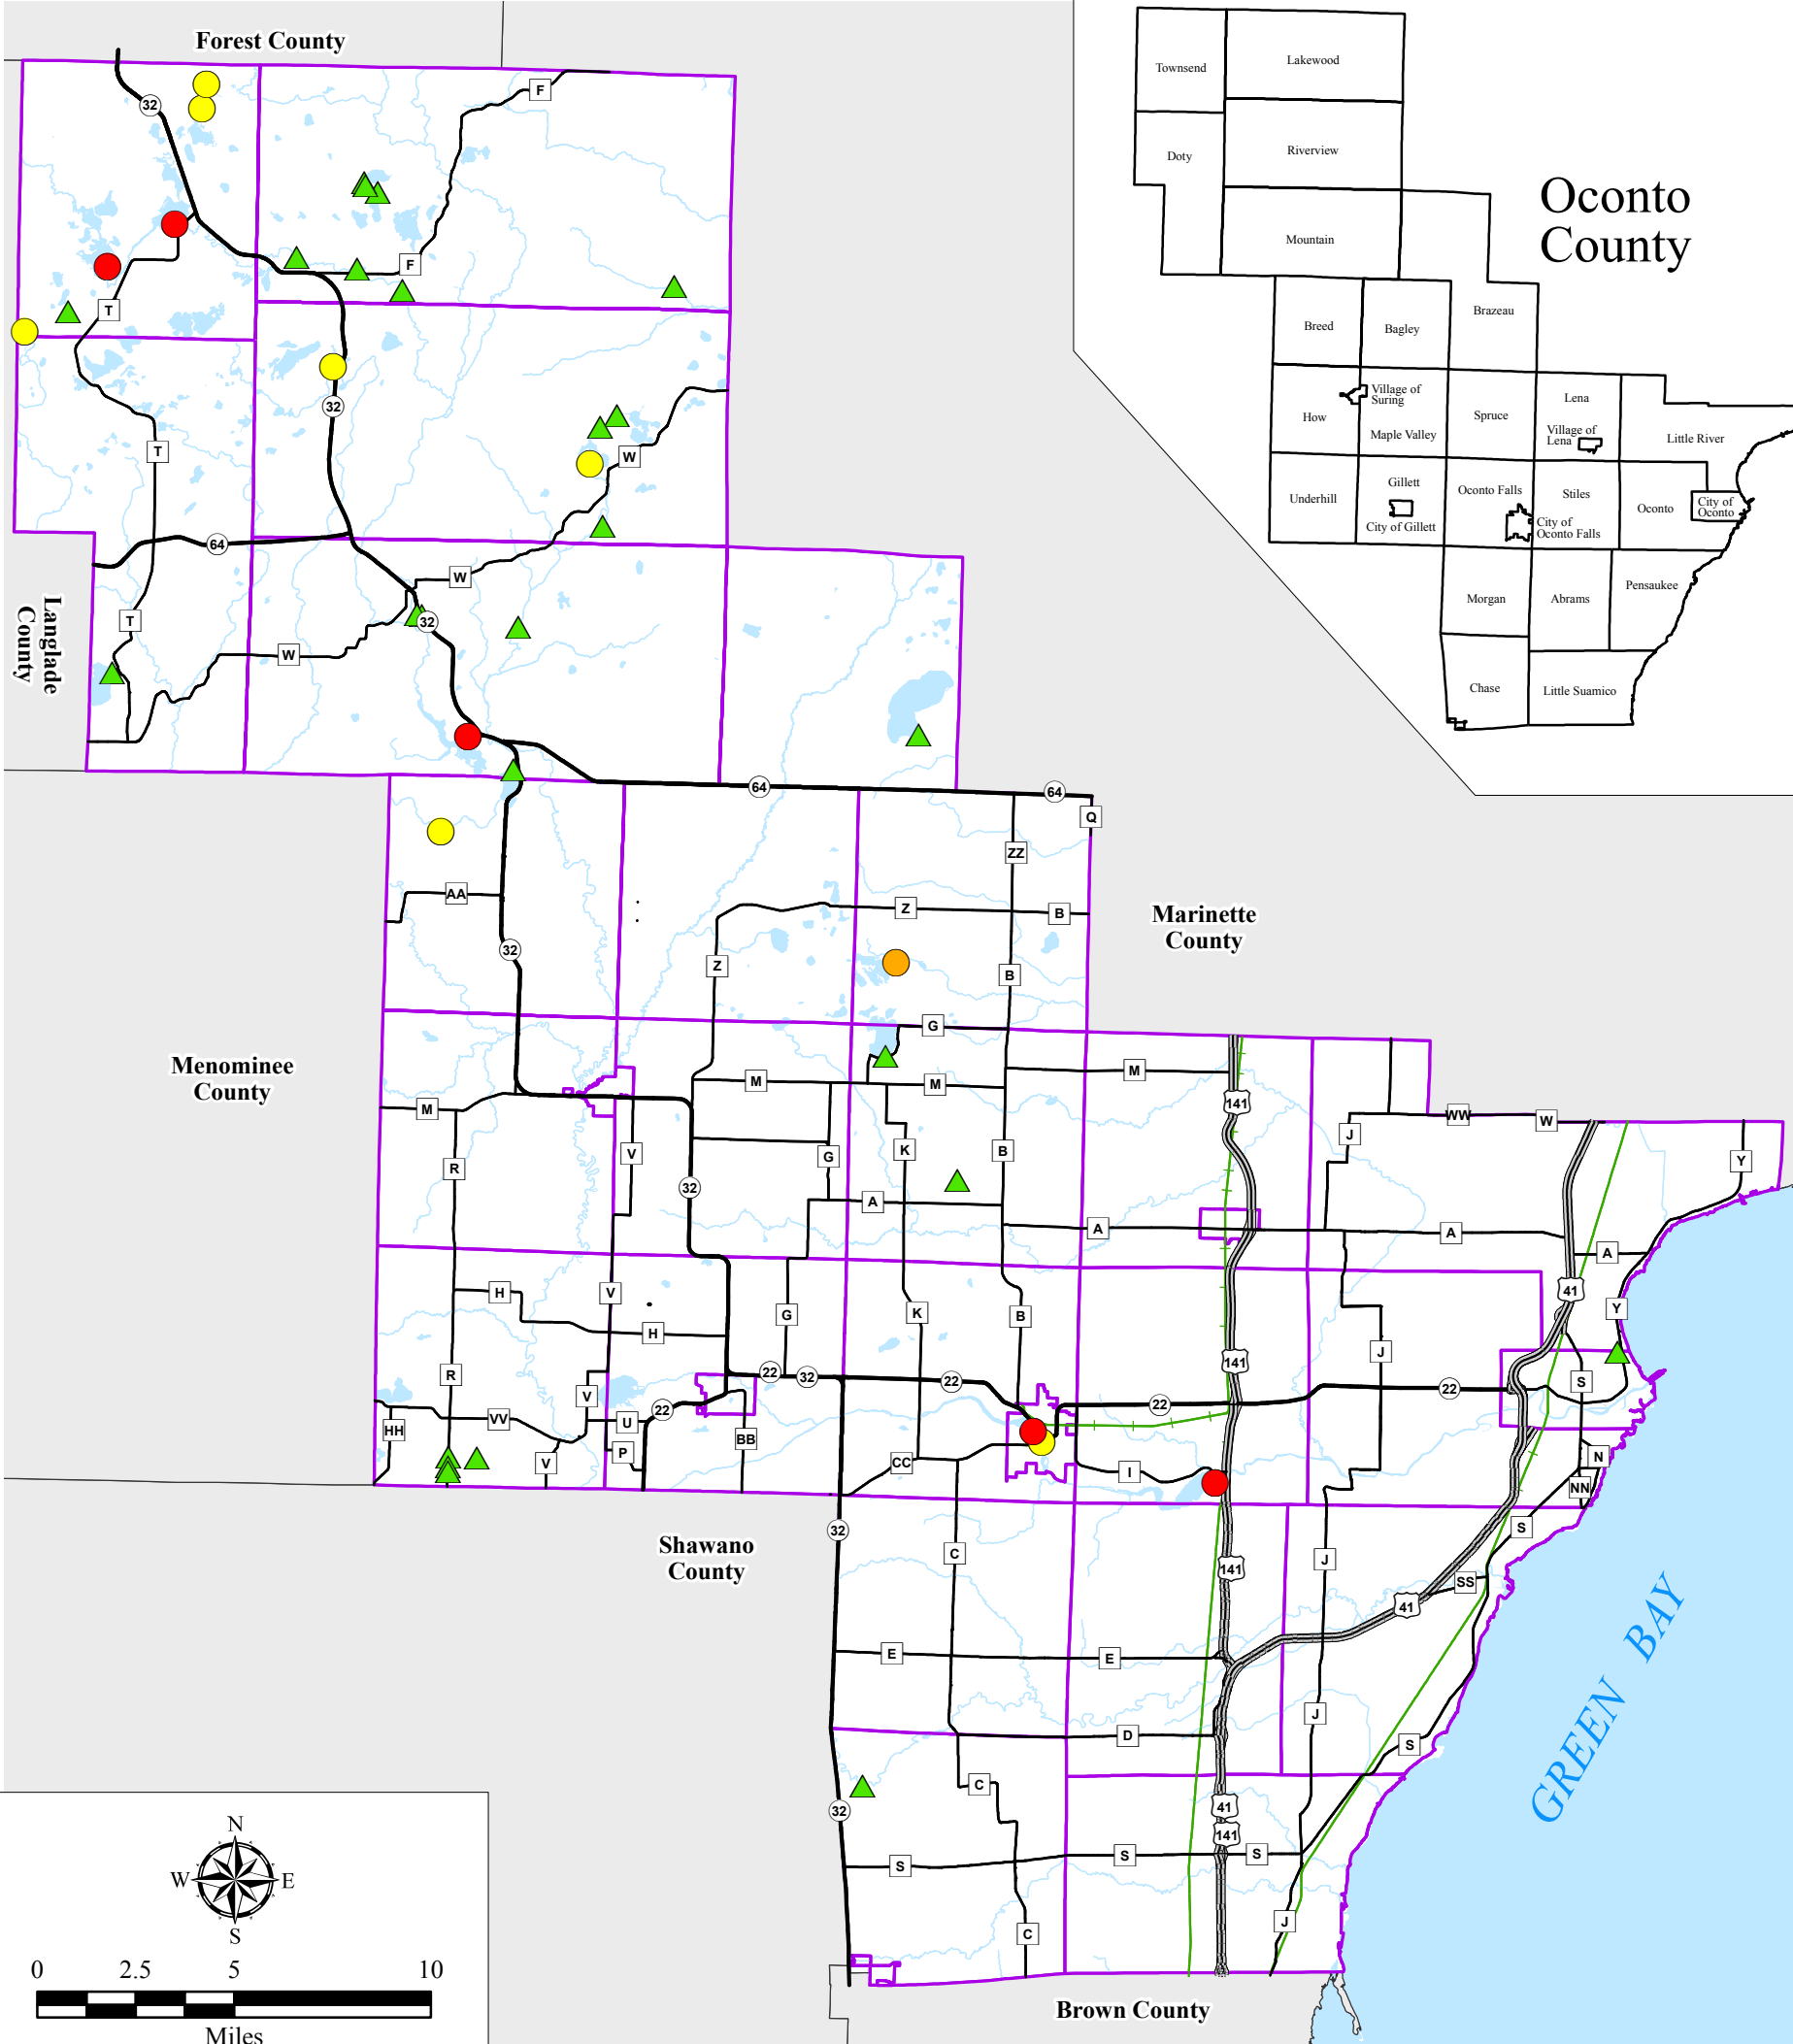 Forest County
Townsend
Lakewood
Doty
Riverview
Mountain
Oconto
County
Breed
Bagley
Brazeau
Village of
Suring
How
Maple Valley
Spruce
Lena
Village of
Lena
Little River
Underhill
Gillett
City of Gillett
Oconto Falls
City of
Oconto Falls
Stiles
Oconto
City of
Oconto
Morgan
Abrams
Pensaukee
Chase
Little Suamico
F
32
F
T
32
T
W
64
W
T
32
W
Langlade
County
64
64
Q
ZZ
AA
Z
B
Marinette
County
32
Z
B
G
Menominee
County
M
M
M
M
141
WW
W
J
R
V
G
K
B
Y
32
A
A
A
A
H
V
G
K
B
41
Y
H
R
22
32
22
141
J
S
V
22
22
22
HH
VV
U
P
V
BB
CC
I
N
NN
S
Shawano
County
32
C
141
J
SS
41
E
E
J
D
S
GREEN BAY
C
32
41
141
S
S
S
J
C
N
W
E
S
0
2.5
5
10
Miles
Brown County